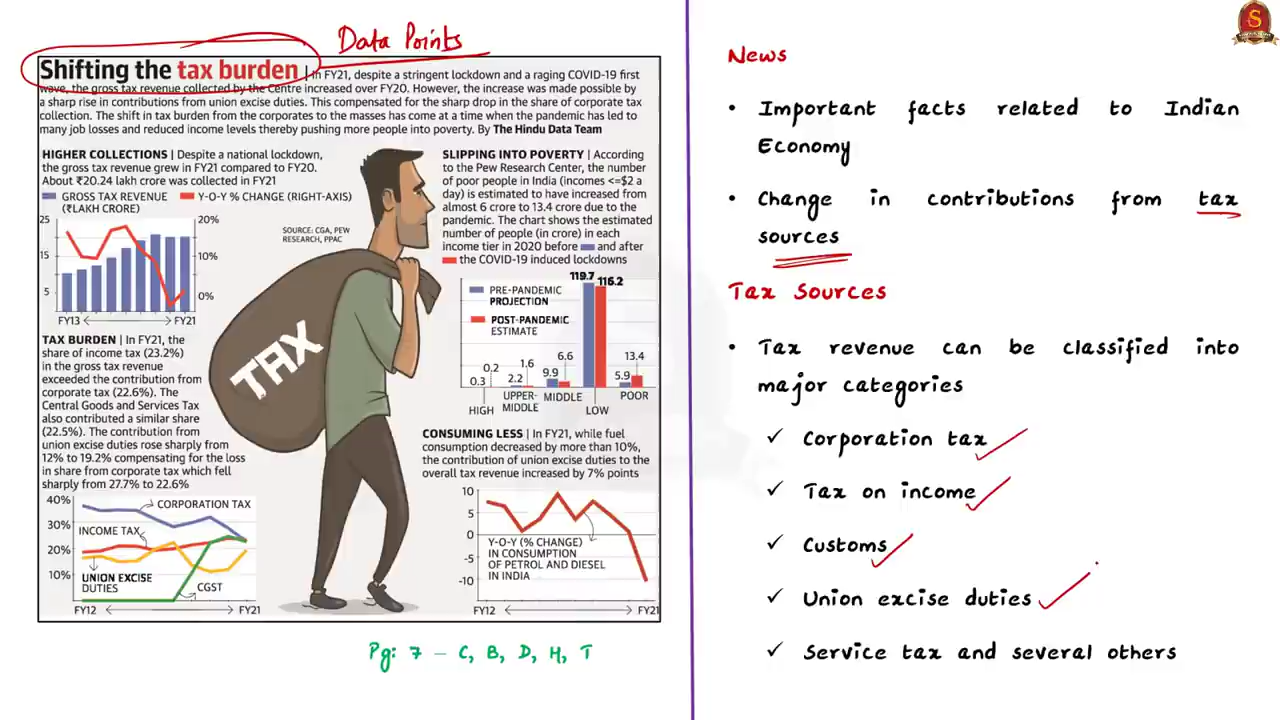 Data Points
Shifting the tax burden | In FY21, despite a stringent lockdown and a raging COVID-19 first
wave, the gross tax revenue collected by the Centre increased over FY20. However, the increase was made possible by
a sharp rise in contributions from union excise duties. This compensated for the sharp drop in the share of corporate tax
collection. The shift in tax burden from the corporates to the masses has come at a time when the pandemic has led to
many job losses and reduced income levels thereby pushing more people into poverty. By The Hindu Data Team
HIGHER COLLECTIONS | Despite a national lockdown,
the gross tax revenue grew in FY21 compared to FY20.
About ₹20.24 lakh crore was collected in FY21
GROSS TAX REVENUE
(₹LAKH CRORE)
Y-O-Y % CHANGE (RIGHT-AXIS)
25
15
5
20%
10%
0%
FY13
FY21
SOURCE: CGA, PEW
RESEARCH, PPAC
TAX
TAX BURDEN | In FY21, the
share of income tax (23.2%)
in the gross tax revenue
exceeded the contribution from
corporate tax (22.6%). The
Central Goods and Services Tax
also contributed a similar share
(22.5%). The contribution from
union excise duties rose sharply from
12% to 19.2% compensating for the loss
in share from corporate tax which fell
sharply from 27.7% to 22.6%
40%
30%
20%
10%
CORPORATION TAX
INCOME TAX
UNION EXCISE
DUTIES
CGST
FY12
FY21
SLIPPING INTO POVERTY | According
to the Pew Research Center, the number
of poor people in India (incomes <=$2 a
day) is estimated to have increased from
almost 6 crore to 13.4 crore due to the
pandemic. The chart shows the estimated
number of people (in crore) in each
income tier in 2020 before and after
the COVID-19 induced lockdowns
119.7
116.2
PRE-PANDEMIC
PROJECTION
POST-PANDEMIC
ESTIMATE
0.3
0.2
2.2
1.6
9.9
6.6
5.9
13.4
HIGH
UPPER-
MIDDLE
MIDDLE
LOW
POOR
CONSUMING LESS | In FY21, while fuel
consumption decreased by more than 10%,
the contribution of union excise duties to the
overall tax revenue increased by 7% points
10
5
0
-5
-10
Y-O-Y (% CHANGE)
IN CONSUMPTION
OF PETROL AND DIESEL
IN INDIA
FY12
FY21
Pg: 7 – C, B, D, H, T
News
• Important facts related to Indian
Economy
• Change in contributions from tax
sources
Tax Sources
• Tax revenue can be classified into
major categories
✓ Corporation tax
✓ Tax on income
✓ Customs
✓ Union excise duties
✓ Service tax and several others
S